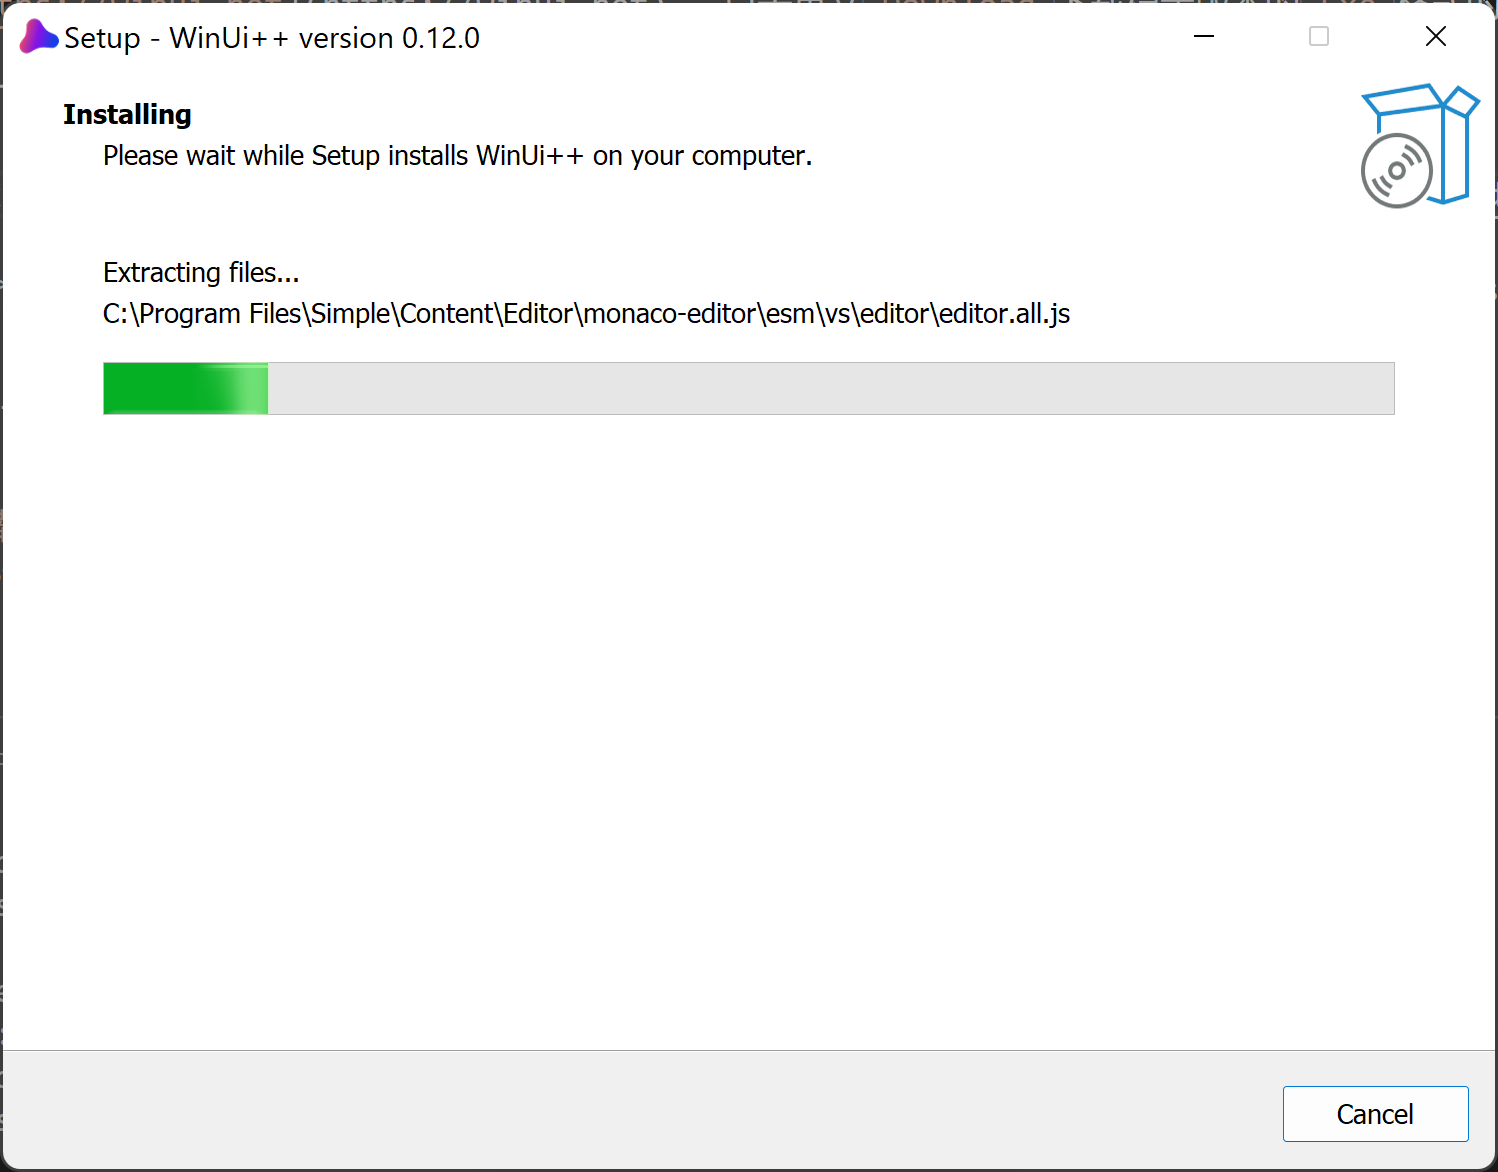 Setup - WinUi++ version 0.12.0
Installing
Please wait while Setup installs WinUi++ on your computer.
Extracting files...
C:\Program Files\Simple\Content\Editor\monaco-editor\esm\vs\editor\editor.all.js
Cancel